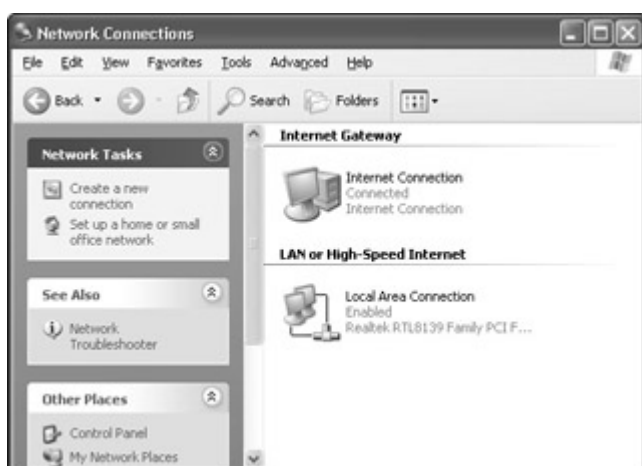 Network Connections
File Edit View Favorites Tools Advanced Help
Back Search Folders
Network Tasks
Create a new
connection
Set up a home or small
office network
See Also
Network
Troubleshooter
Other Places
Control Panel
My Network Places
Internet Gateway
Internet Connection
Connected
Internet Connection
LAN or High-Speed Internet
Local Area Connection
Enabled
Realtek RTL8139 Family PCI F...